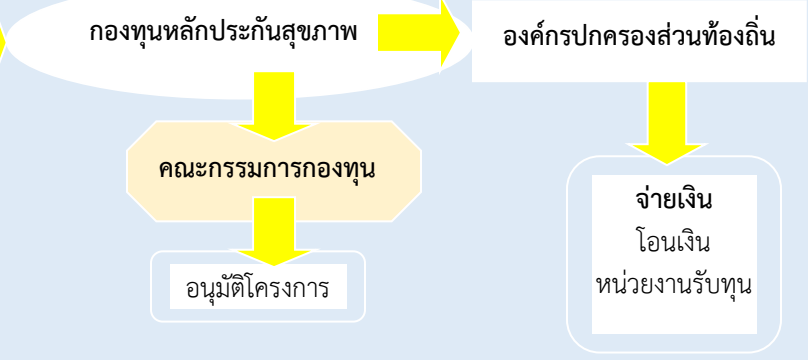 กองทุนหลักประกันสุขภาพ
องค์กรปกครองส่วนท้องถิ่น
คณะกรรมการกองทุน
อนุมัติโครงการ
จ่ายเงิน
โอนเงิน
หน่วยงานรับทุน